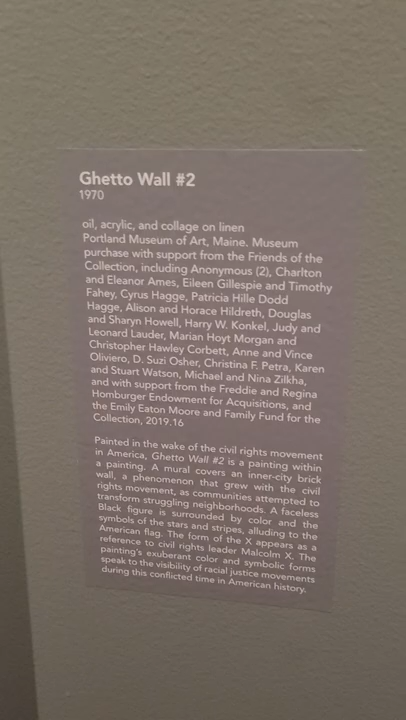 Ghetto Wall #2
1970
oil, acrylic, and collage on linen
Portland Museum of Art, Maine. Museum
purchase with support from the Friends of the
Collection, including Anonymous (2), Charlton
and Eleanor Ames, Eileen Gillespie and Timothy
Fahey, Cyrus Hagge, Patricia Hille Dodd
Hagge, Alison and Horace Hildreth, Douglas
and Sharyn Howell, Harry W. Konkel, Judy and
Leonard Lauder, Marian Hoyt Morgan and
Christopher Hawley Corbett, Anne and Vince
Oliviero, D. Suzi Osher, Christina F. Petra, Karen
and Stuart Watson, Michael and Nina Zilkha,
and with support from the Freddie and Regina
Homburger Endowment for Acquisitions, and
the Emily Eaton Moore and Family Fund for the
Collection, 2019.16
Painted in the wake of the civil rights movement
in America, Ghetto Wall #2 is a painting within
a painting. A mural covers an inner-city brick
wall, a phenomenon that grew with the civil
rights movement, as communities attempted to
transform struggling neighborhoods. A faceless
Black figure is surrounded by color and the
symbols of the stars and stripes, alluding to the
American flag. The form of the X appears as a
reference to civil rights leader Malcolm X. The
painting's exuberant color and symbolic forms
speak to the visibility of racial justice movements
during this conflicted time in American history.